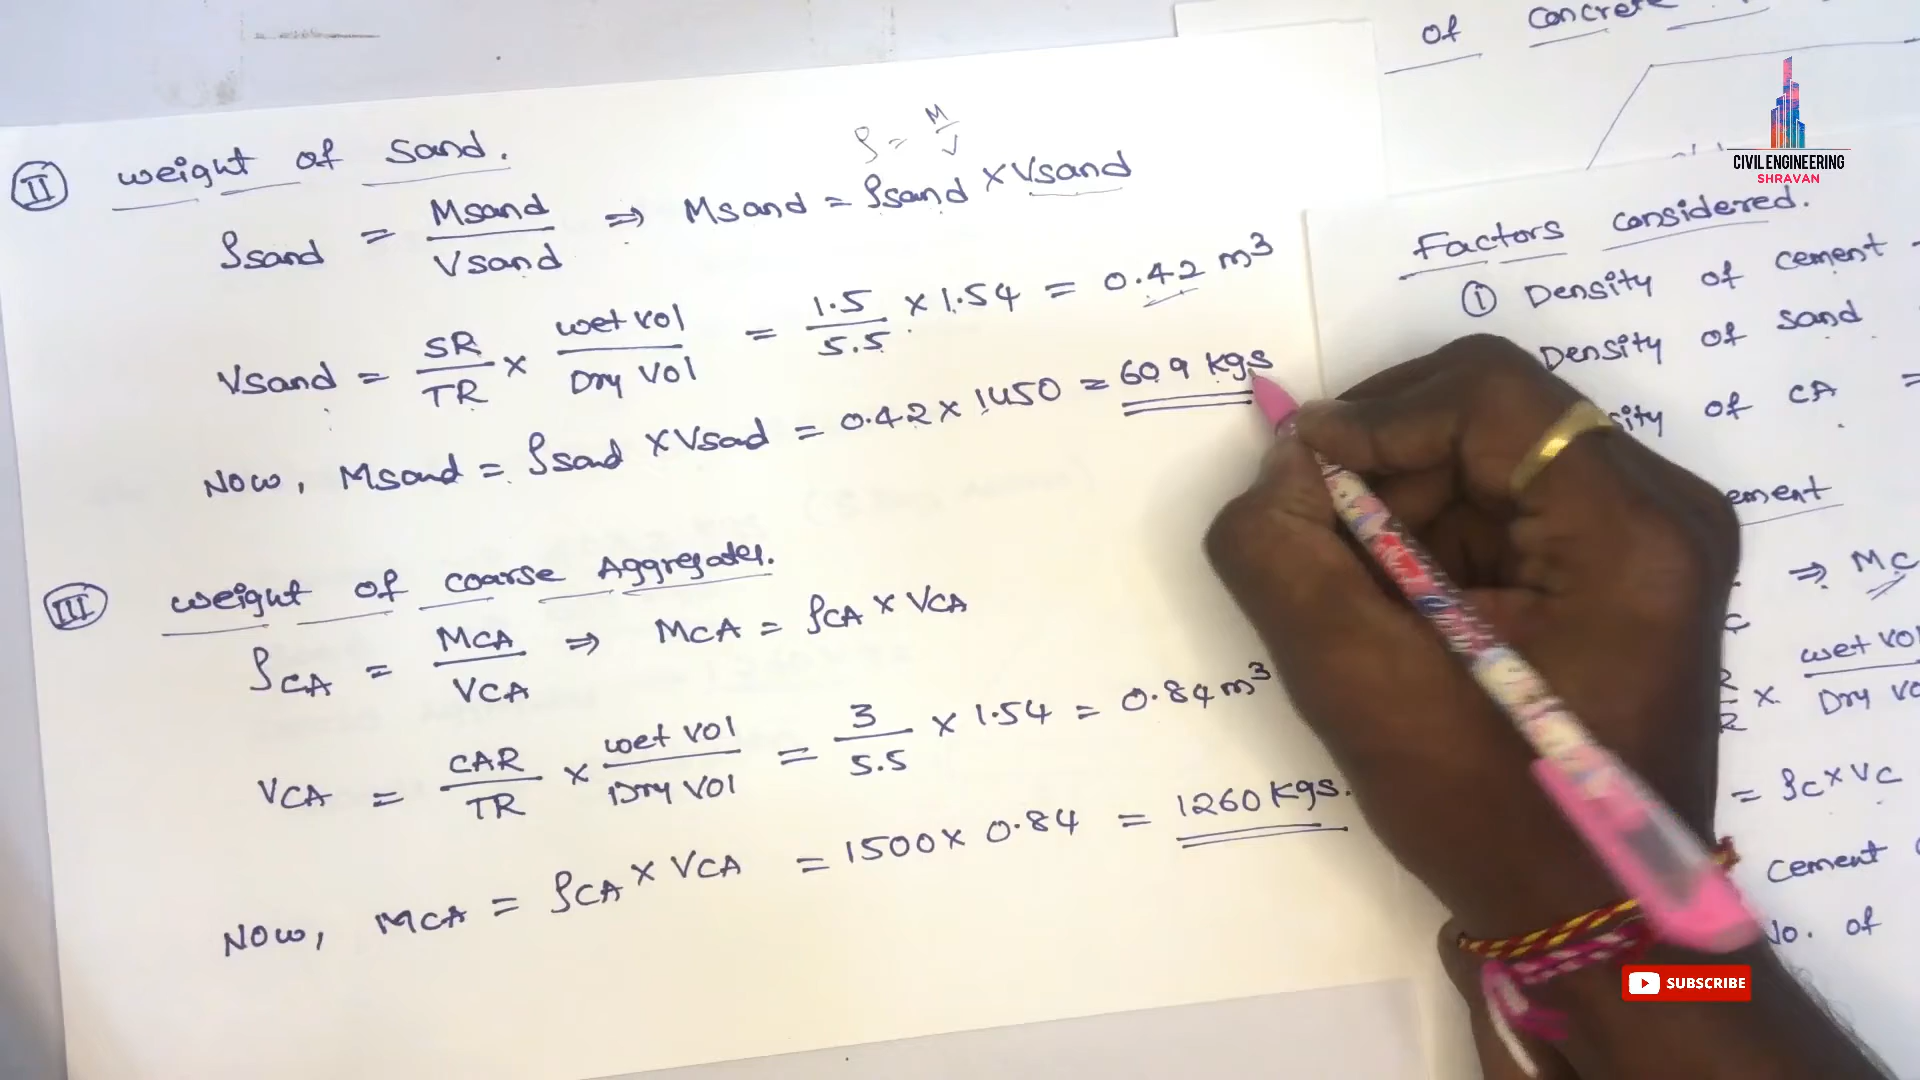 of concrete
CIVIL ENGINEERING
SHRAVAN
II weight of sand.
ρ = M/V
ρsand = Msand/Vsand ⇒ Msand = ρsand × Vsand
Vsand = SR/TR × wet vol/Dry vol = 1.5/5.5 × 1.54 = 0.42 m³
Now, Msand = ρsand × Vsad = 0.42 × 1450 = 609 kgs
III weight of coarse Aggregates.
ρCA = MCA/VCA ⇒ MCA = ρCA × VCA
VCA = CAR/TR × wet vol/Dry vol = 3/5.5 × 1.54 = 0.84 m³
Now, MCA = ρCA × VCA = 1500 × 0.84 = 1260 kgs.
Factors considered.
① Density of cement
Density of sand
sity of CA =
ement
⇒ MC
× wet vol/Dry vo
= ρC × VC
Cement
No. of
SUBSCRIBE